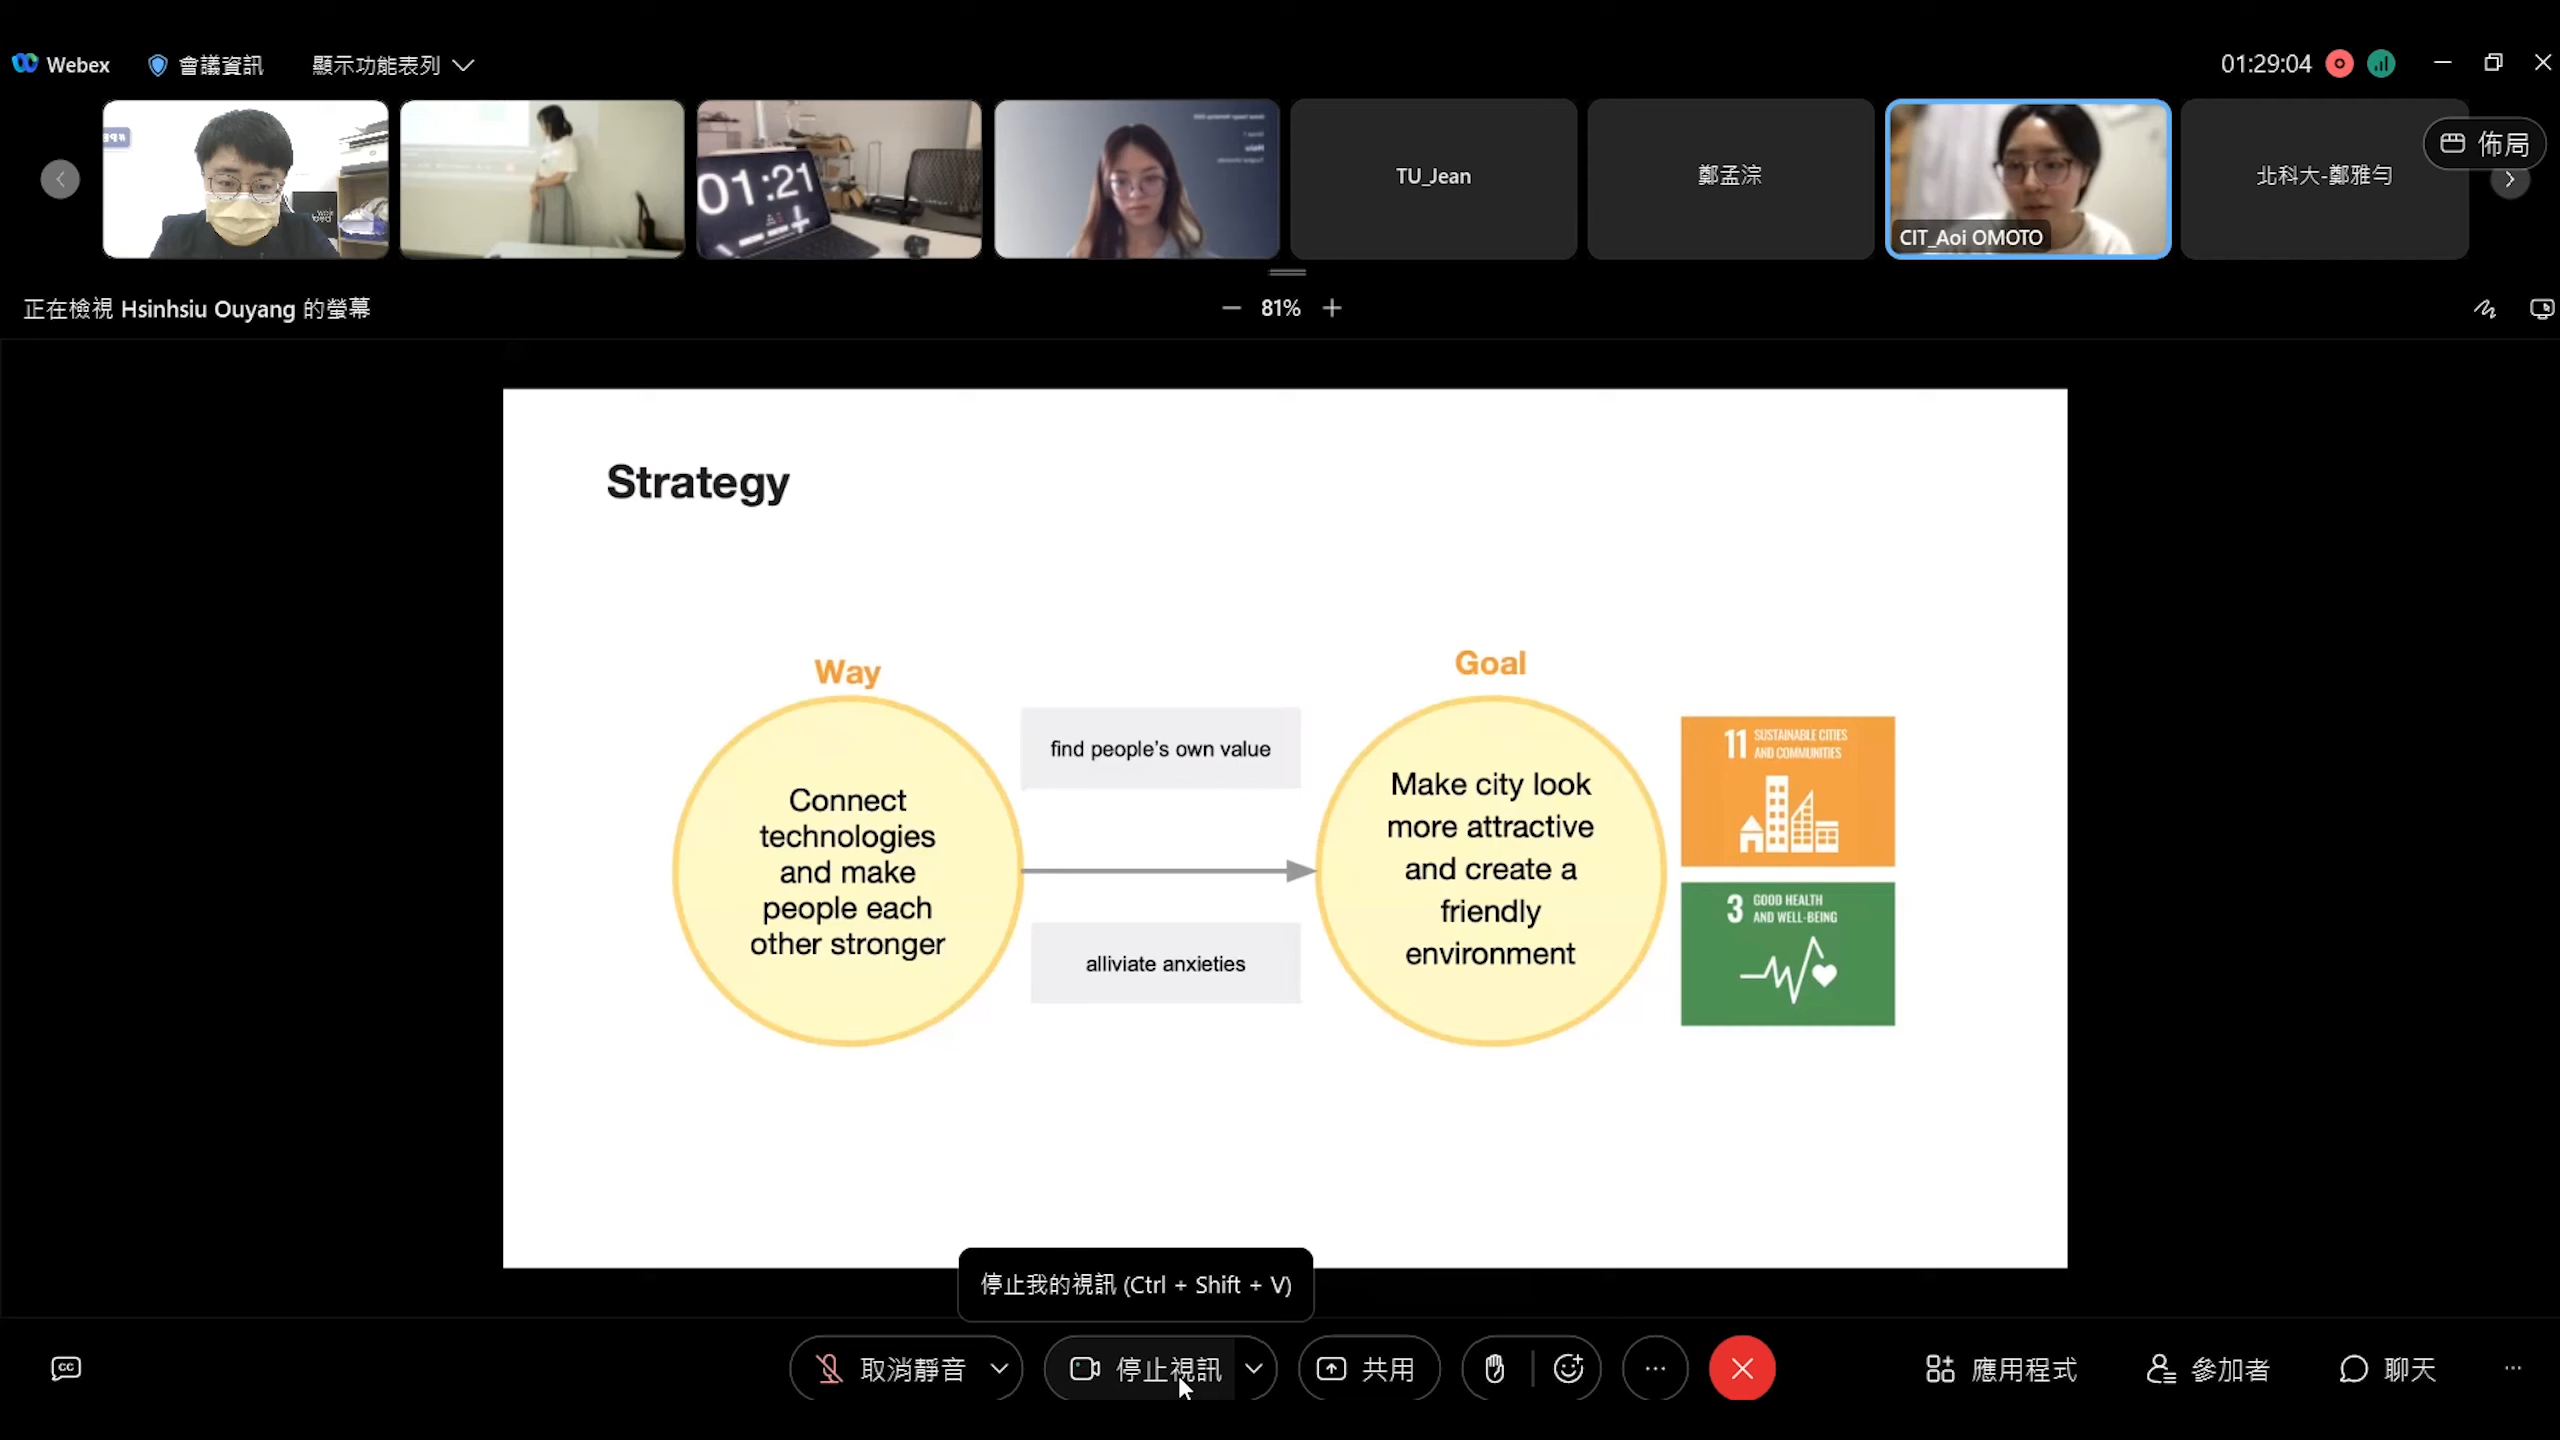 Webex
會議資訊
顯示功能表列
01:29:04
01:21
TU_Jean
鄭孟淙
CIT_Aoi OMOTO
北科大-鄭雅勻
佈局
正在檢視 Hsinhsiu Ouyang 的螢幕
81%
Strategy
Way
Connect
technologies
and make
people each
other stronger
find people's own value
alliviate anxieties
Goal
Make city look
more attractive
and create a
friendly
environment
11 SUSTAINABLE CITIES
AND COMMUNITIES
3 GOOD HEALTH
AND WELL-BEING
停止我的視訊 (Ctrl + Shift + V)
CC
取消靜音
停止視訊
共用
應用程式
參加者
聊天